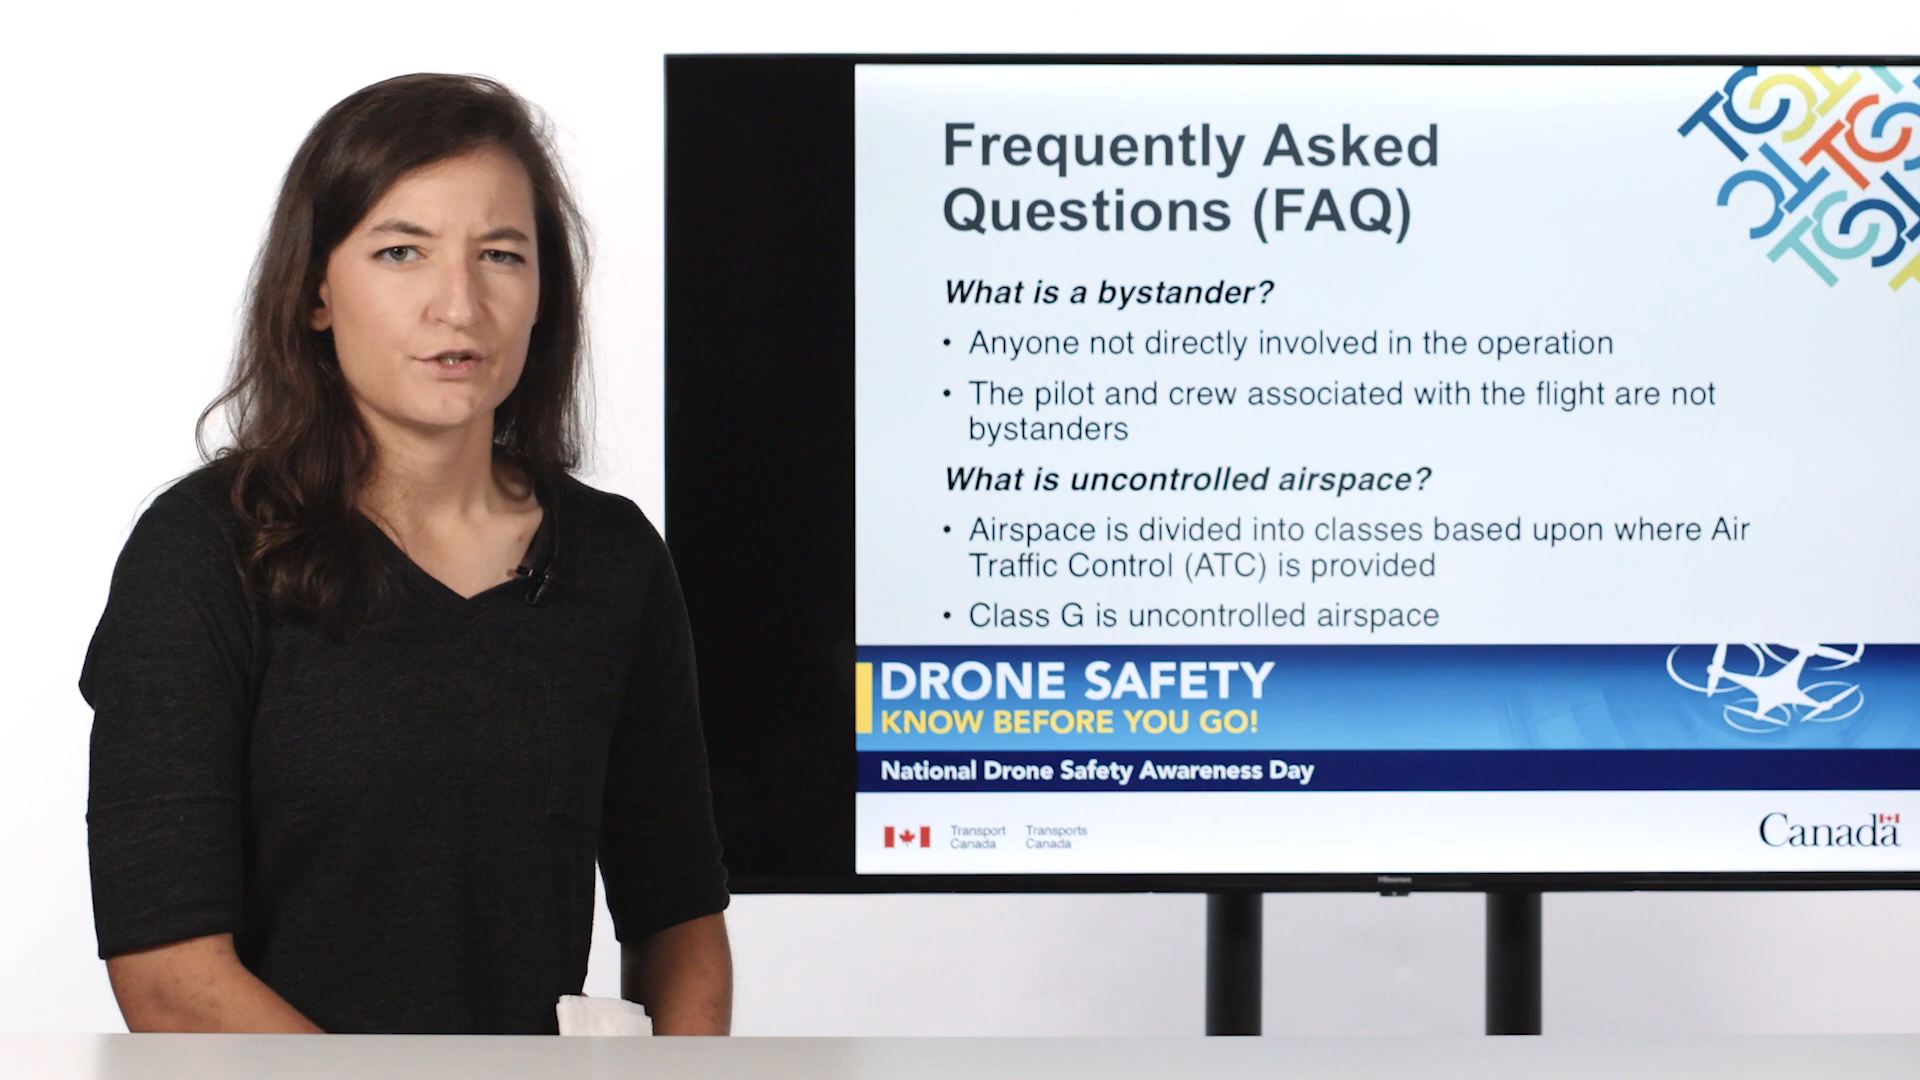 Frequently Asked
Questions (FAQ)
What is a bystander?
• Anyone not directly involved in the operation
• The pilot and crew associated with the flight are not
bystanders
What is uncontrolled airspace?
• Airspace is divided into classes based upon where Air
Traffic Control (ATC) is provided
• Class G is uncontrolled airspace
DRONE SAFETY
KNOW BEFORE YOU GO!
National Drone Safety Awareness Day
Transport Canada
Transports Canada
Canada
Hisense